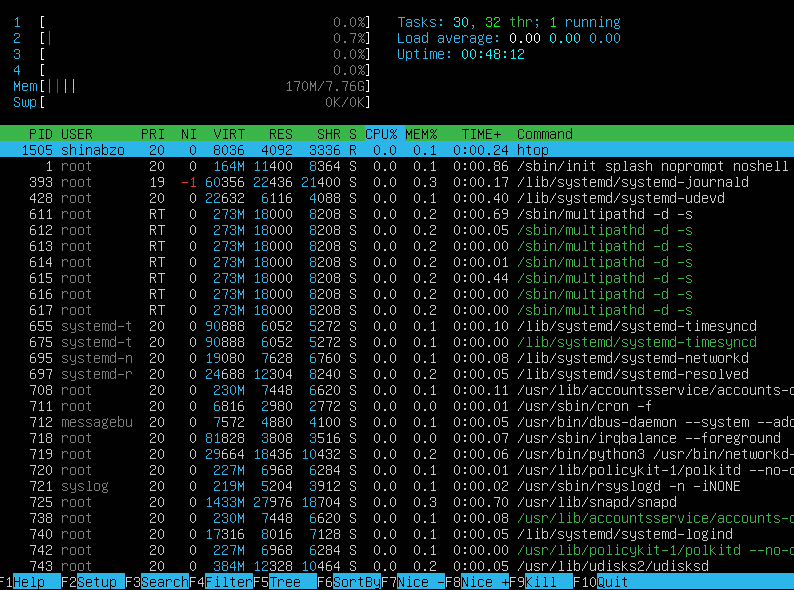 1 [ 0.0%] Tasks: 30, 32 thr; 1 running
2 [| 0.7%] Load average: 0.00 0.00 0.00
3 [ 0.0%] Uptime: 00:48:12
4 [ 0.0%]
Mem[|||| 170M/7.76G]
Swp[ 0K/0K]
PID USER PRI NI VIRT RES SHR S CPU% MEM% TIME+ Command
1505 shinabzo 20 0 8036 4092 3336 R 0.0 0.1 0:00.24 htop
1 root 20 0 164M 11400 8364 S 0.0 0.1 0:00.86 /sbin/init splash noprompt noshell
393 root 19 -1 60356 22436 21400 S 0.0 0.3 0:00.17 /lib/systemd/systemd-journald
428 root 20 0 22632 6116 4088 S 0.0 0.1 0:00.40 /lib/systemd/systemd-udevd
611 root RT 0 273M 18000 8208 S 0.0 0.2 0:00.69 /sbin/multipathd -d -s
612 root RT 0 273M 18000 8208 S 0.0 0.2 0:00.05 /sbin/multipathd -d -s
613 root RT 0 273M 18000 8208 S 0.0 0.2 0:00.00 /sbin/multipathd -d -s
614 root RT 0 273M 18000 8208 S 0.0 0.2 0:00.01 /sbin/multipathd -d -s
615 root RT 0 273M 18000 8208 S 0.0 0.2 0:00.44 /sbin/multipathd -d -s
616 root RT 0 273M 18000 8208 S 0.0 0.2 0:00.00 /sbin/multipathd -d -s
617 root RT 0 273M 18000 8208 S 0.0 0.2 0:00.00 /sbin/multipathd -d -s
655 systemd-t 20 0 90888 6052 5272 S 0.0 0.1 0:00.10 /lib/systemd/systemd-timesyncd
675 systemd-t 20 0 90888 6052 5272 S 0.0 0.1 0:00.00 /lib/systemd/systemd-timesyncd
695 systemd-n 20 0 19080 7628 6760 S 0.0 0.1 0:00.08 /lib/systemd/systemd-networkd
697 systemd-r 20 0 24688 12304 8240 S 0.0 0.2 0:00.05 /lib/systemd/systemd-resolved
708 root 20 0 230M 7448 6620 S 0.0 0.1 0:00.11 /usr/lib/accountsservice/accounts-d
711 root 20 0 6816 2980 2772 S 0.0 0.0 0:00.01 /usr/sbin/cron -f
712 messagebu 20 0 7572 4880 4100 S 0.0 0.1 0:00.05 /usr/bin/dbus-daemon --system --add
718 root 20 0 81828 3808 3516 S 0.0 0.0 0:00.07 /usr/sbin/irqbalance --foreground
719 root 20 0 29664 18436 10432 S 0.0 0.2 0:00.06 /usr/bin/python3 /usr/bin/networkd-
720 root 20 0 227M 6968 6284 S 0.0 0.1 0:00.01 /usr/lib/policykit-1/polkitd --no-d
721 syslog 20 0 219M 5204 3912 S 0.0 0.1 0:00.02 /usr/sbin/rsyslogd -n -iNONE
725 root 20 0 1433M 27976 18704 S 0.0 0.3 0:00.70 /usr/lib/snapd/snapd
738 root 20 0 230M 7448 6620 S 0.0 0.1 0:00.08 /usr/lib/accountsservice/accounts-d
740 root 20 0 17316 8016 7128 S 0.0 0.1 0:00.09 /lib/systemd/systemd-logind
742 root 20 0 227M 6968 6284 S 0.0 0.1 0:00.00 /usr/lib/policykit-1/polkitd --no-d
743 root 20 0 384M 12328 10464 S 0.0 0.2 0:00.05 /usr/lib/udisks2/udisksd
F1Help F2Setup F3SearchF4FilterF5Tree F6SortByF7Nice -F8Nice +F9Kill F10Quit